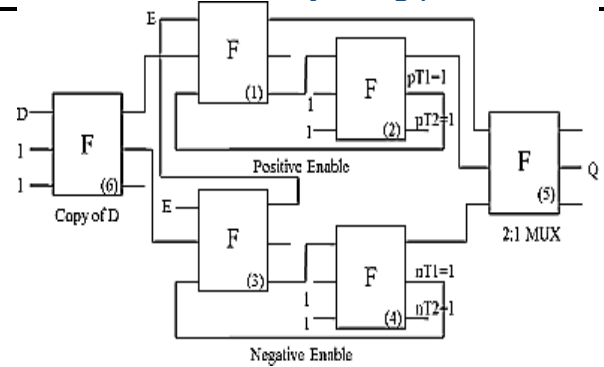 E
F
(1)
F
pT1=1
1
1
pT2=1
(2)
Positive Enable
D
1
1
F
(6)
Copy of D
E
F
(3)
F
nT1=1
1
1
nT2=1
(4)
Negative Enable
F
Q
(5)
2:1 MUX